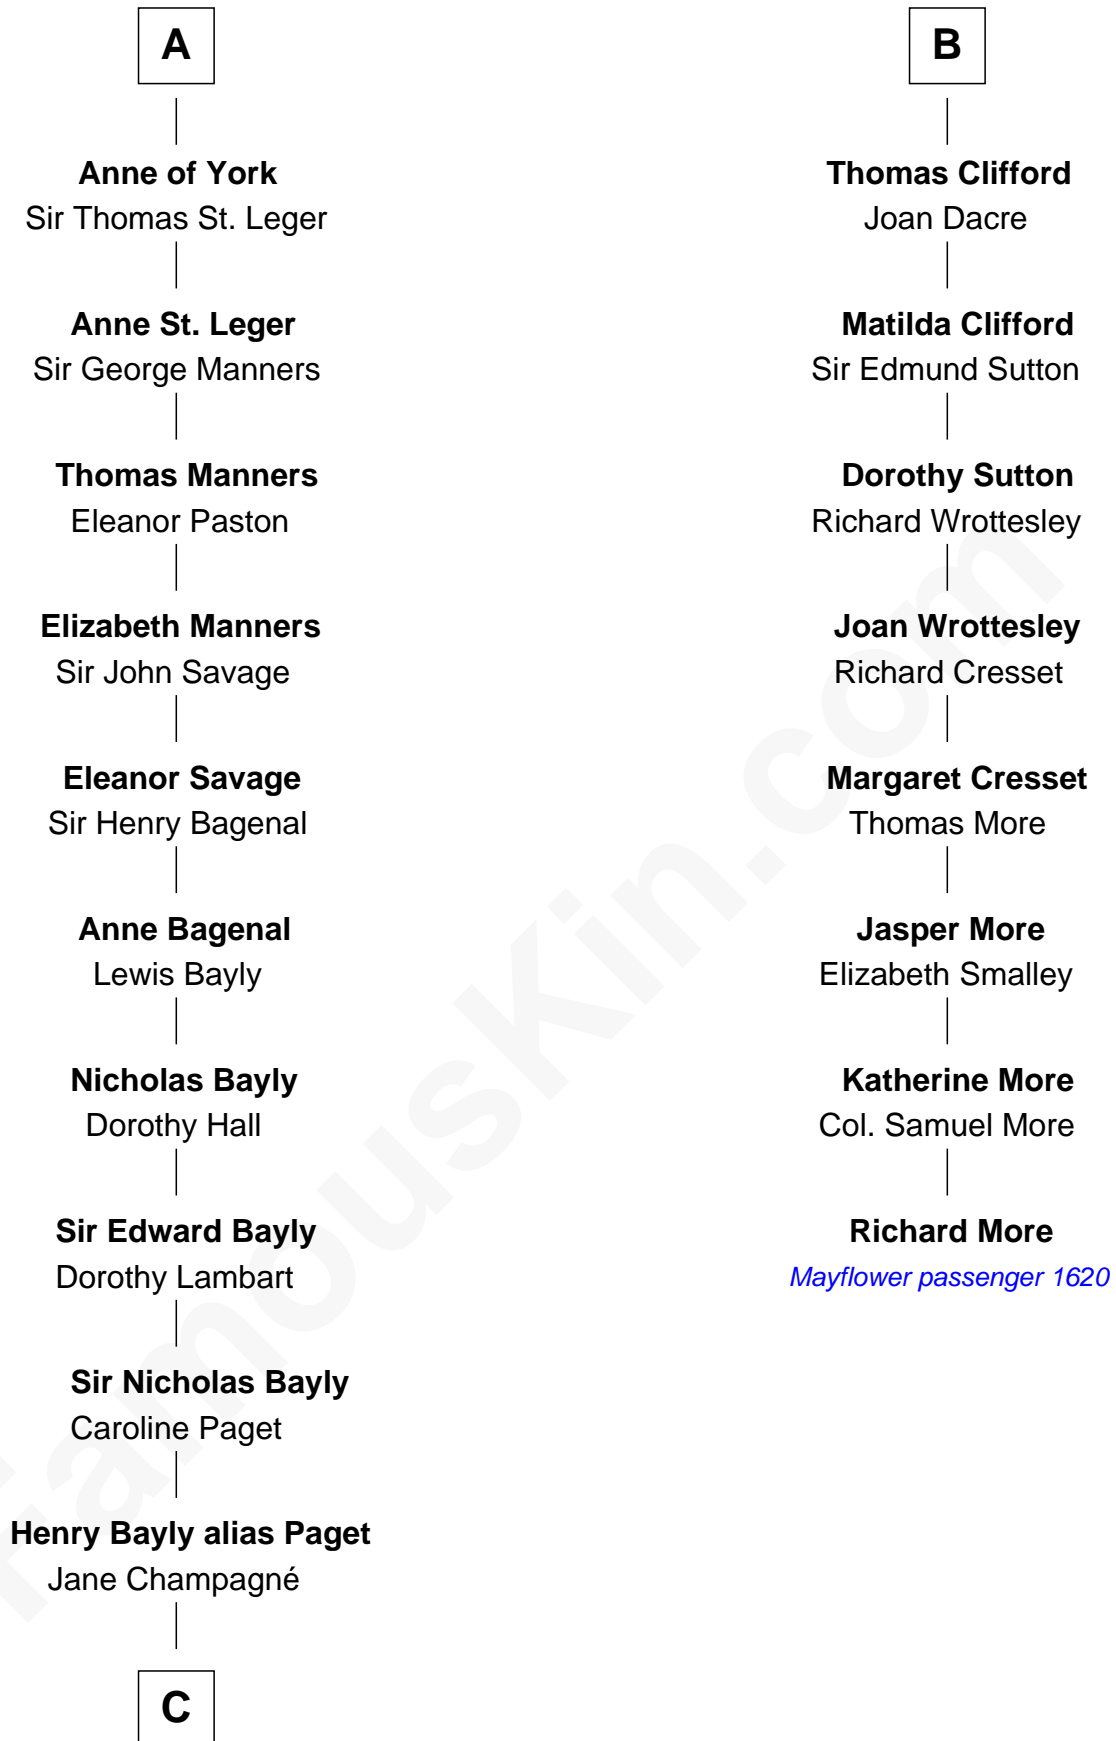 A
Anne of York
Sir Thomas St. Leger
Anne St. Leger
Sir George Manners
Thomas Manners
Eleanor Paston
Elizabeth Manners
Sir John Savage
Eleanor Savage
Sir Henry Bagenal
Anne Bagenal
Lewis Bayly
Nicholas Bayly
Dorothy Hall
Sir Edward Bayly
Dorothy Lambart
Sir Nicholas Bayly
Caroline Paget
Henry Bayly alias Paget
Jane Champagné
C
B
Thomas Clifford
Joan Dacre
Matilda Clifford
Sir Edmund Sutton
Dorothy Sutton
Richard Wrottesley
Joan Wrottesley
Richard Cresset
Margaret Cresset
Thomas More
Jasper More
Elizabeth Smalley
Katherine More
Col. Samuel More
Richard More
Mayflower passenger 1620
famouskin.com